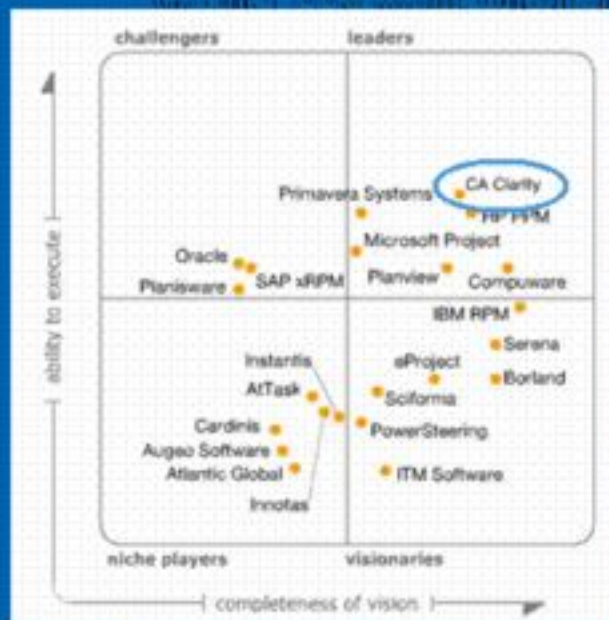 challengers
leaders
CA Clarity
Primavera Systems
HP PPM
Microsoft Project
Oracle
SAP xRPM
Planview
Compuware
Planisware
IBM RPM
Serena
Instantis
eProject
AtTask
Borland
Sciforma
Cardinis
PowerSteering
Augeo Software
Atlantic Global
ITM Software
Innotas
niche players
visionaries
ability to execute
completeness of vision